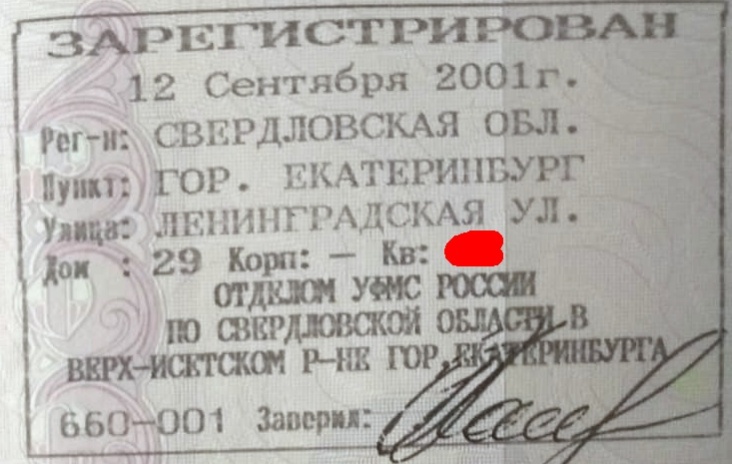 ЗАРЕГИСТРИРОВАН
12 Сентября 2001г.
Рег-н: СВЕРДЛОВСКАЯ ОБЛ.
Пункт: ГОР. ЕКАТЕРИНБУРГ
Улица: ЛЕНИНГРАДСКАЯ УЛ.
Дом : 29 Корп: — Кв:
ОТДЕЛОМ УФМС РОССИИ
ПО СВЕРДЛОВСКОЙ ОБЛАСТИ В
ВЕРХ-ИСЕТСКОМ Р-НЕ ГОР.ЕКАТЕРИНБУРГА
660-001 Заверил: